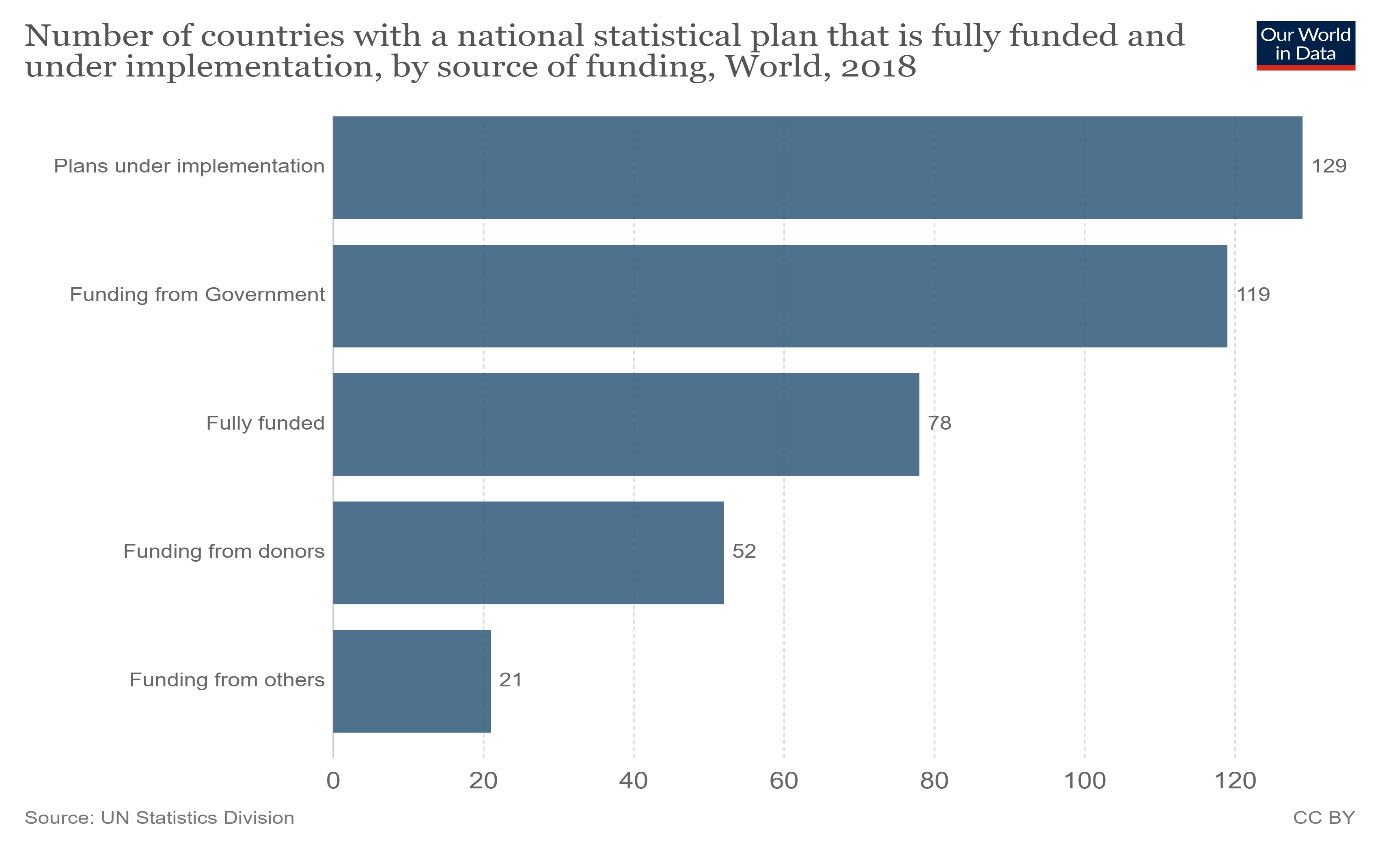 Number of countries with a national statistical plan that is fully funded and
under implementation, by source of funding, World, 2018
Our World
in Data
Plans under implementation
129
Funding from Government
119
Fully funded
78
Funding from donors
52
Funding from others
21
0 20 40 60 80 100 120
Source: UN Statistics Division
CC BY